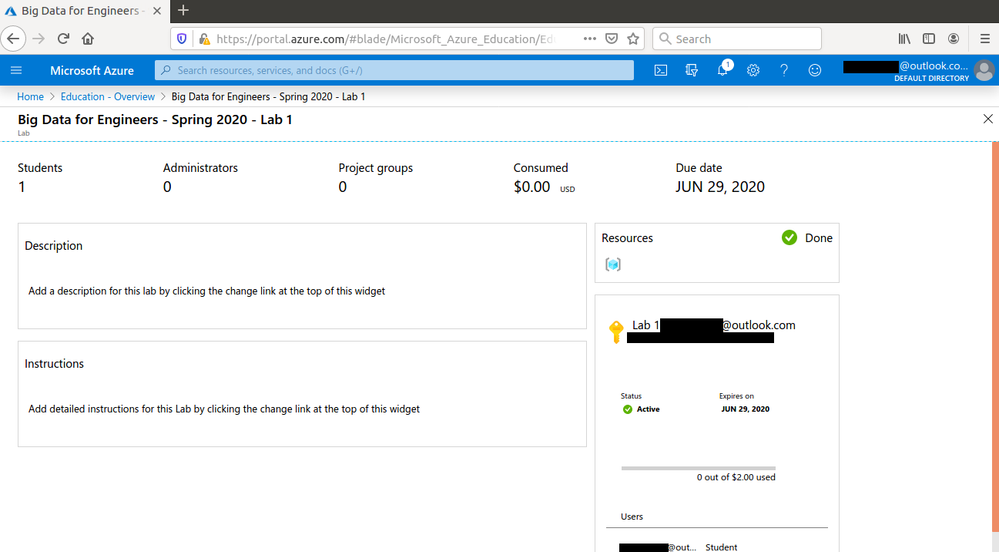 Big Data for Engineers -
https://portal.azure.com/#blade/Microsoft_Azure_Education/Ed
Search
Microsoft Azure
Search resources, services, and docs (G+/)
1
@outlook.co...
DEFAULT DIRECTORY
Home > Education - Overview > Big Data for Engineers - Spring 2020 - Lab 1
Big Data for Engineers - Spring 2020 - Lab 1
Lab
Students Administrators Project groups Consumed Due date
1 0 0 $0.00 USD JUN 29, 2020
Description
Add a description for this lab by clicking the change link at the top of this widget
Instructions
Add detailed instructions for this Lab by clicking the change link at the top of this widget
Resources Done
Lab 1 @outlook.com
Status Expires on
Active JUN 29, 2020
0 out of $2.00 used
Users
@out... Student